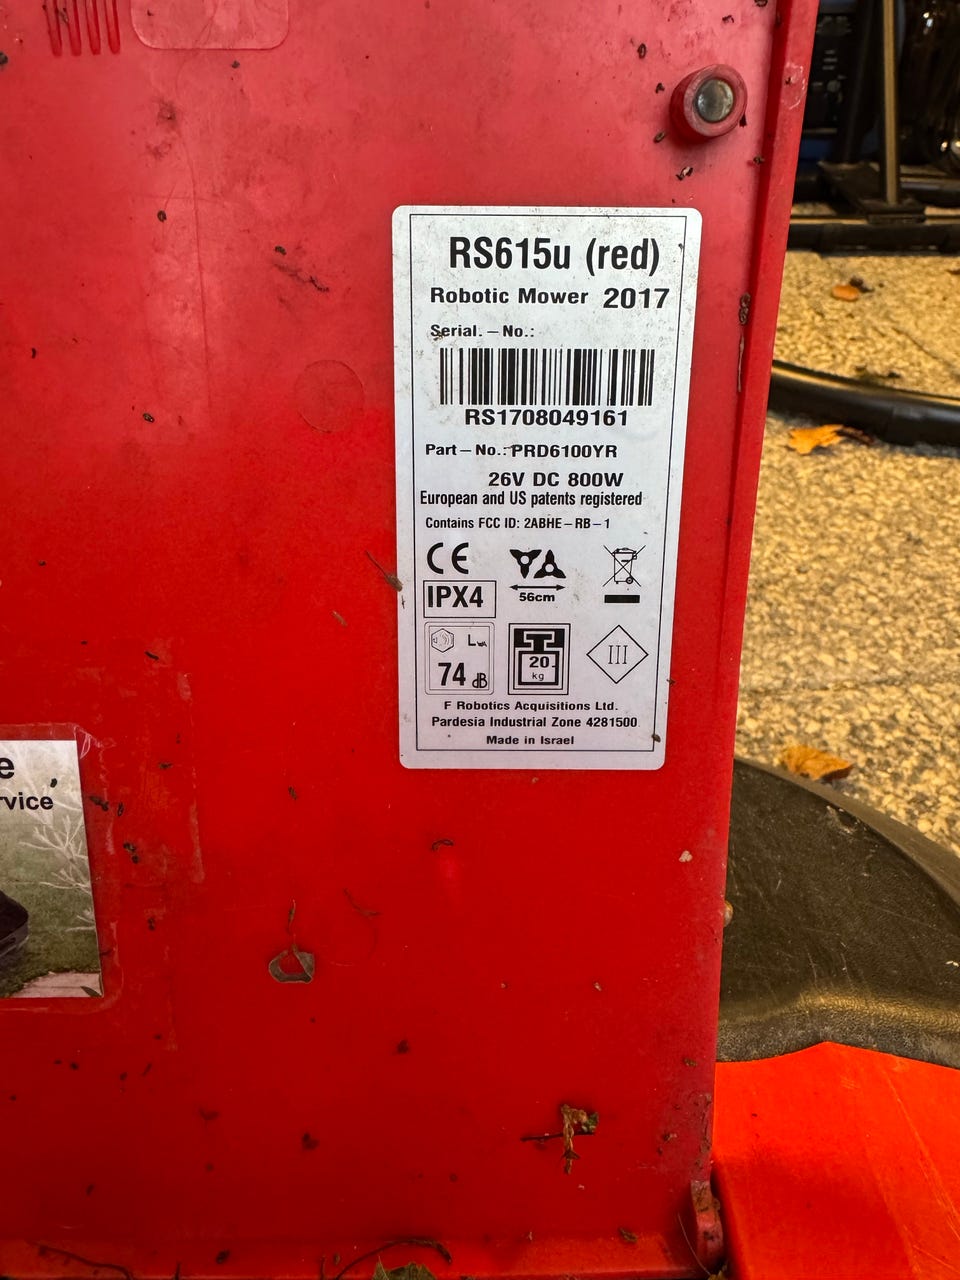 RS615u (red)
Robotic Mower 2017
Serial. – No.:
RS1708049161
Part – No.: PRD6100YR
26V DC 800W
European and US patents registered
Contains FCC ID: 2ABHE – RB – 1
CE
IPX4
56cm
LWA
74 dB
20
kg
III
F Robotics Acquisitions Ltd.
Pardesia Industrial Zone 4281500
Made in Israel
e
rvice